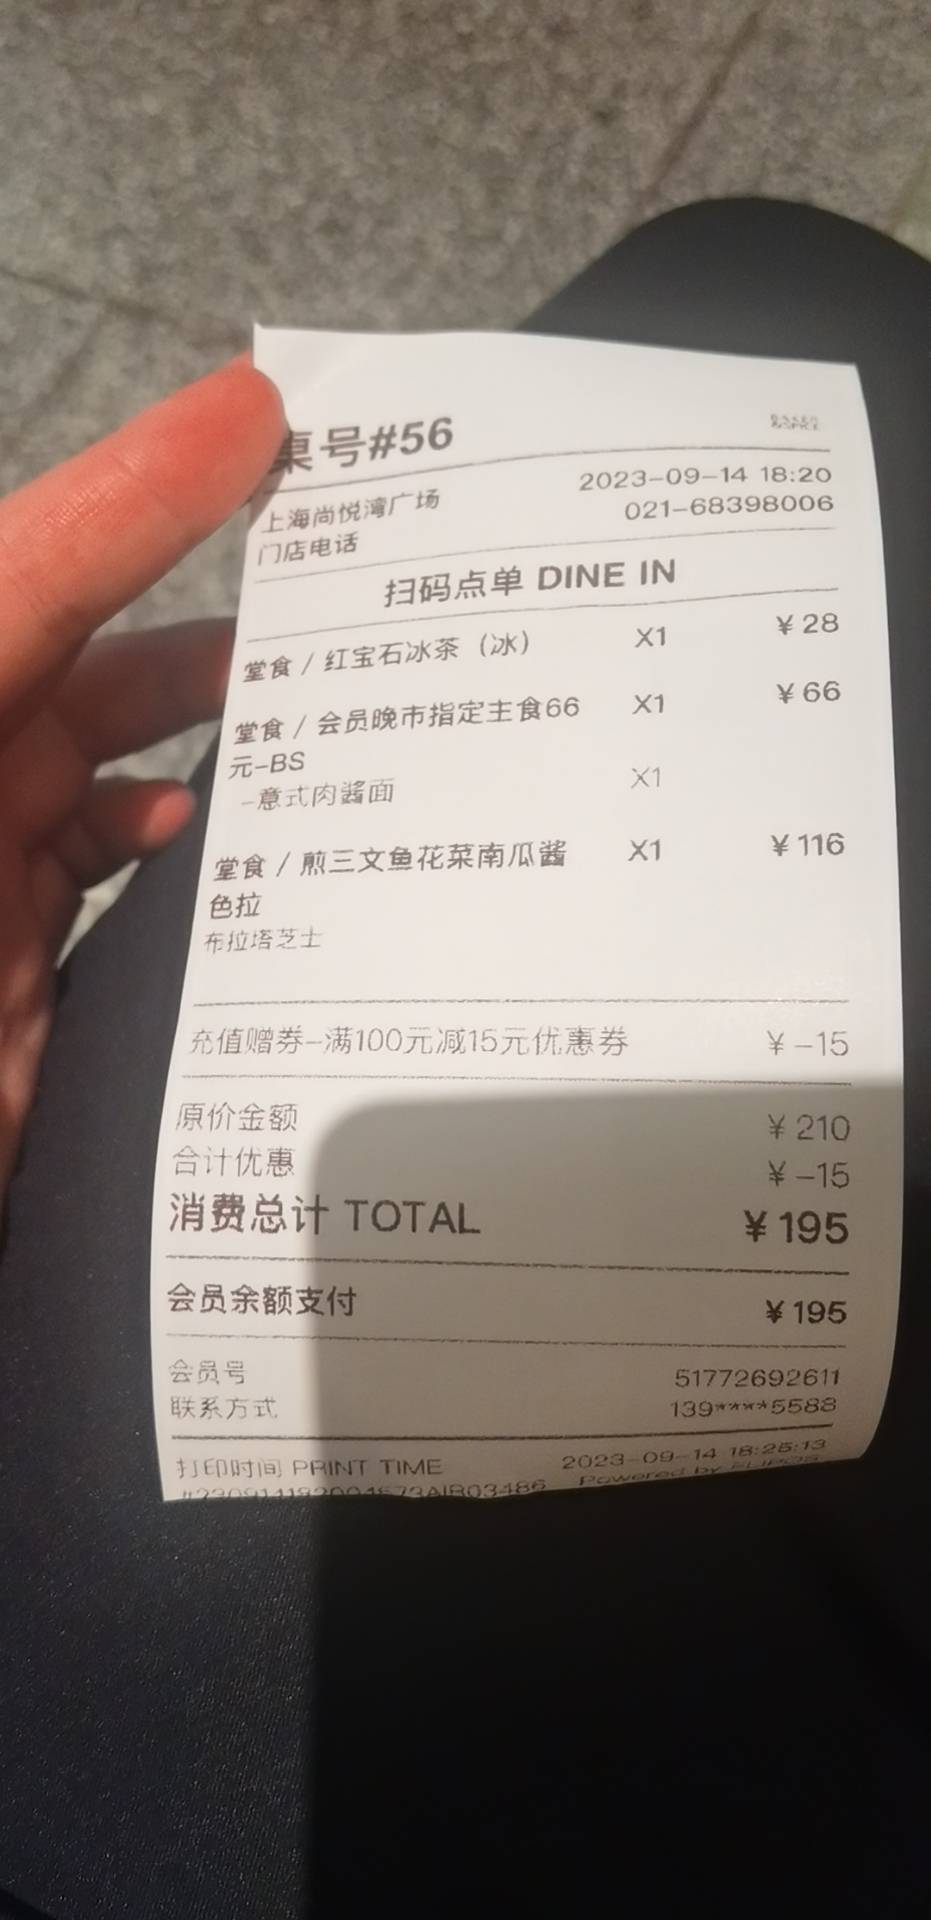 桌号#56
BAKER
&SPICE
上海尚悦湾广场 2023-09-14 18:20
门店电话 021-68398006
扫码点单 DINE IN
堂食 / 红宝石冰茶（冰） X1 ¥28
堂食 / 会员晚市指定主食66 X1 ¥66
元-BS
-意式肉酱面 X1
堂食 / 煎三文鱼花菜南瓜酱 X1 ¥116
色拉
布拉塔芝士
充值赠券-满100元减15元优惠券 ¥-15
原价金额 ¥210
合计优惠 ¥-15
消费总计 TOTAL ¥195
会员余额支付 ¥195
会员号 51772692611
联系方式 139****5588
打印时间 PRINT TIME 2023-09-14 18:25:13
Powered by